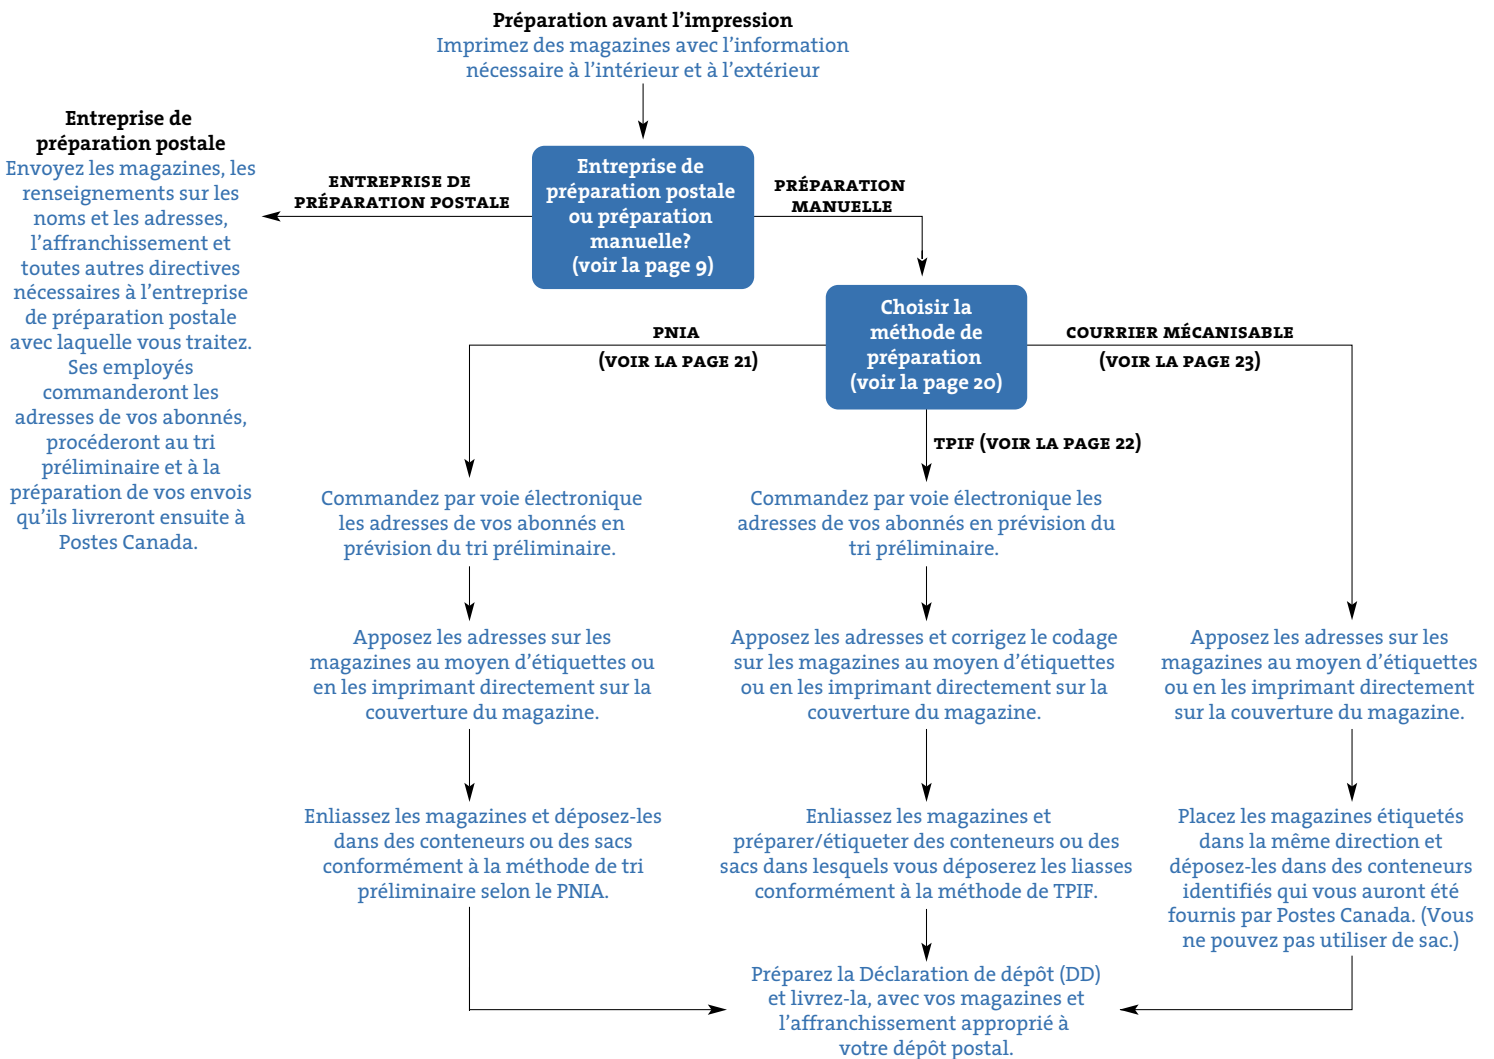 Préparation avant l'impression
Imprimez des magazines avec l'information
nécessaire à l'intérieur et à l'extérieur
Entreprise de
préparation postale
Envoyez les magazines, les
renseignements sur les
noms et les adresses,
l'affranchissement et
toutes autres directives
nécessaires à l'entreprise
de préparation postale
avec laquelle vous traitez.
Ses employés
commanderont les
adresses de vos abonnés,
procéderont au tri
préliminaire et à la
préparation de vos envois
qu'ils livreront ensuite à
Postes Canada.
ENTREPRISE DE
PRÉPARATION POSTALE
Entreprise de
préparation postale
ou préparation
manuelle?
(voir la page 9)
PRÉPARATION
MANUELLE
Choisir la
méthode de
préparation
(voir la page 20)
PNIA
(VOIR LA PAGE 21)
COURRIER MÉCANISABLE
(VOIR LA PAGE 23)
TPIF (VOIR LA PAGE 22)
Commandez par voie électronique
les adresses de vos abonnés en
prévision du tri préliminaire.
Commandez par voie électronique les
adresses de vos abonnés en prévision du
tri préliminaire.
Apposez les adresses sur les
magazines au moyen d'étiquettes ou
en les imprimant directement sur la
couverture du magazine.
Apposez les adresses et corrigez le codage
sur les magazines au moyen d'étiquettes
ou en les imprimant directement sur la
couverture du magazine.
Apposez les adresses sur les
magazines au moyen d'étiquettes
ou en les imprimant directement
sur la couverture du magazine.
Enliassez les magazines et déposez-les
dans des conteneurs ou des sacs
conformément à la méthode de tri
préliminaire selon le PNIA.
Enliassez les magazines et
préparer/étiqueter des conteneurs ou des
sacs dans lesquels vous déposerez les liasses
conformément à la méthode de TPIF.
Placez les magazines étiquetés
dans la même direction et
déposez-les dans des conteneurs
identifiés qui vous auront été
fournis par Postes Canada. (Vous
ne pouvez pas utiliser de sac.)
Préparez la Déclaration de dépôt (DD)
et livrez-la, avec vos magazines et
l'affranchissement approprié à
votre dépôt postal.